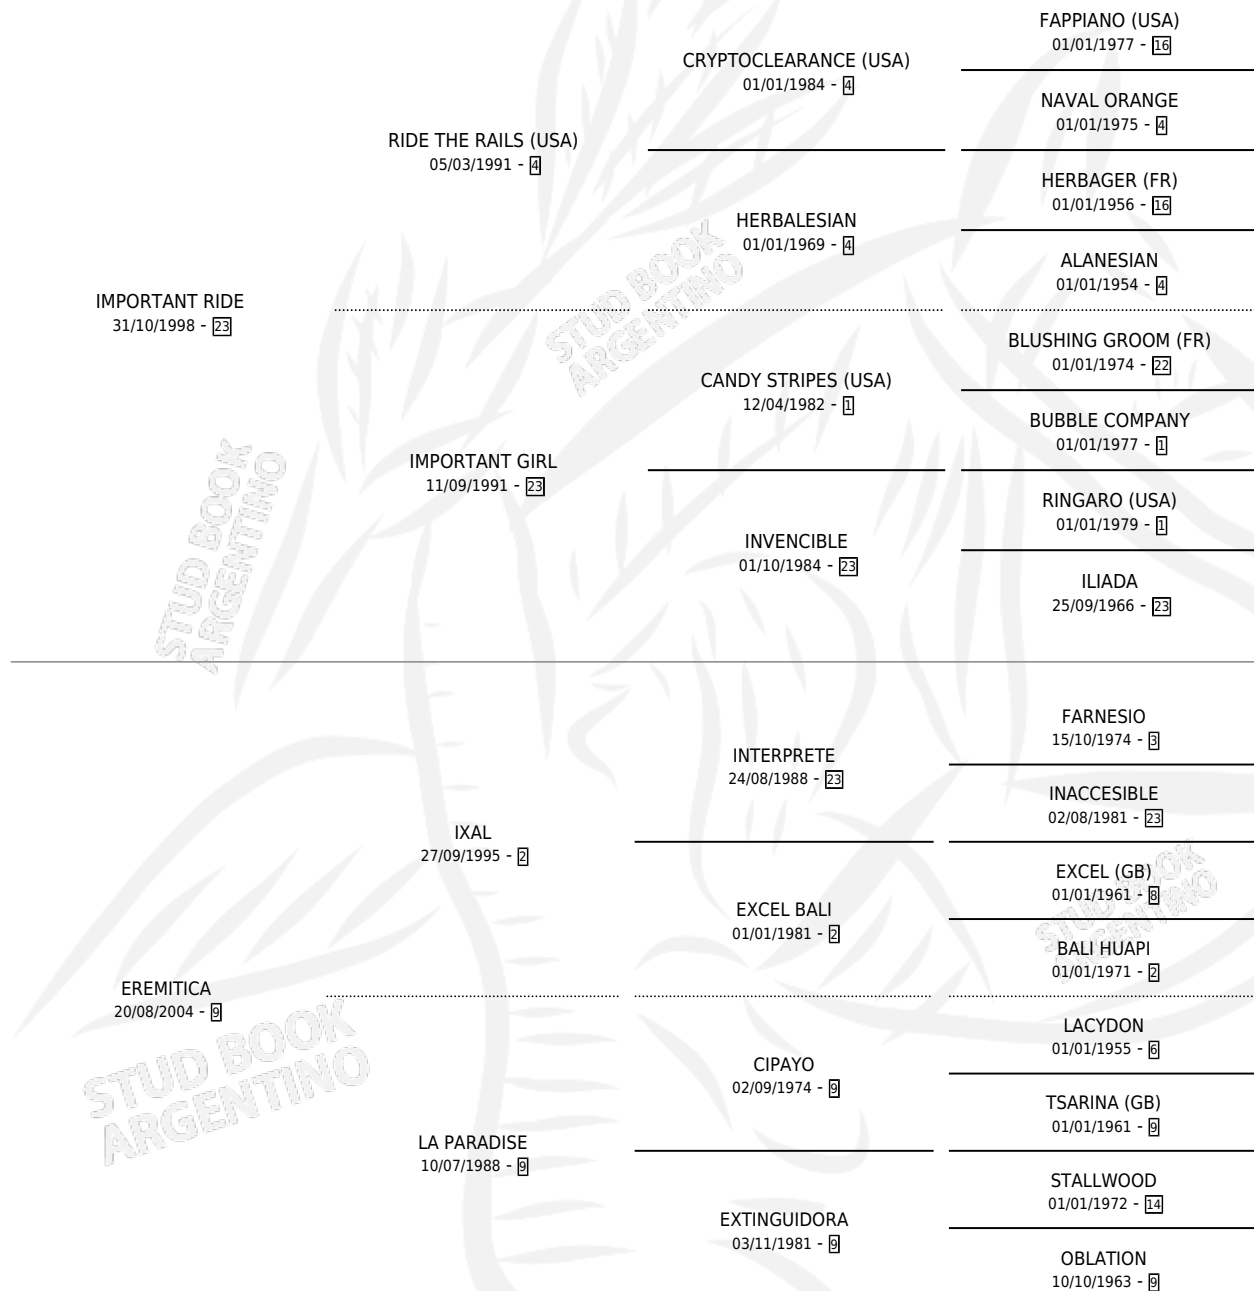 FAPPIANO (USA)
01/01/1977 - 16
CRYPTOCLEARANCE (USA)
01/01/1984 - 4
NAVAL ORANGE
01/01/1975 - 4
RIDE THE RAILS (USA)
05/03/1991 - 4
HERBAGER (FR)
01/01/1956 - 16
HERBALESIAN
01/01/1969 - 4
ALANESIAN
01/01/1954 - 4
IMPORTANT RIDE
31/10/1998 - 23
BLUSHING GROOM (FR)
01/01/1974 - 22
CANDY STRIPES (USA)
12/04/1982 - 1
BUBBLE COMPANY
01/01/1977 - 1
IMPORTANT GIRL
11/09/1991 - 23
RINGARO (USA)
01/01/1979 - 1
INVENCIBLE
01/10/1984 - 23
ILIADA
25/09/1966 - 23
STUD BOOK
ARGENTINO
STUD BOOK
ARGENTINO
FARNESIO
15/10/1974 - 3
INTERPRETE
24/08/1988 - 23
INACCESIBLE
02/08/1981 - 23
IXAL
27/09/1995 - 2
EXCEL (GB)
01/01/1961 - 8
EXCEL BALI
01/01/1981 - 2
BALI HUAPI
01/01/1971 - 2
STUD BOOK
ARGENTINO
EREMITICA
20/08/2004 - 9
LACYDON
01/01/1955 - 6
CIPAYO
02/09/1974 - 9
TSARINA (GB)
01/01/1961 - 9
STUD BOOK
ARGENTINO
LA PARADISE
10/07/1988 - 9
STALLWOOD
01/01/1972 - 14
EXTINGUIDORA
03/11/1981 - 9
OBLATION
10/10/1963 - 9